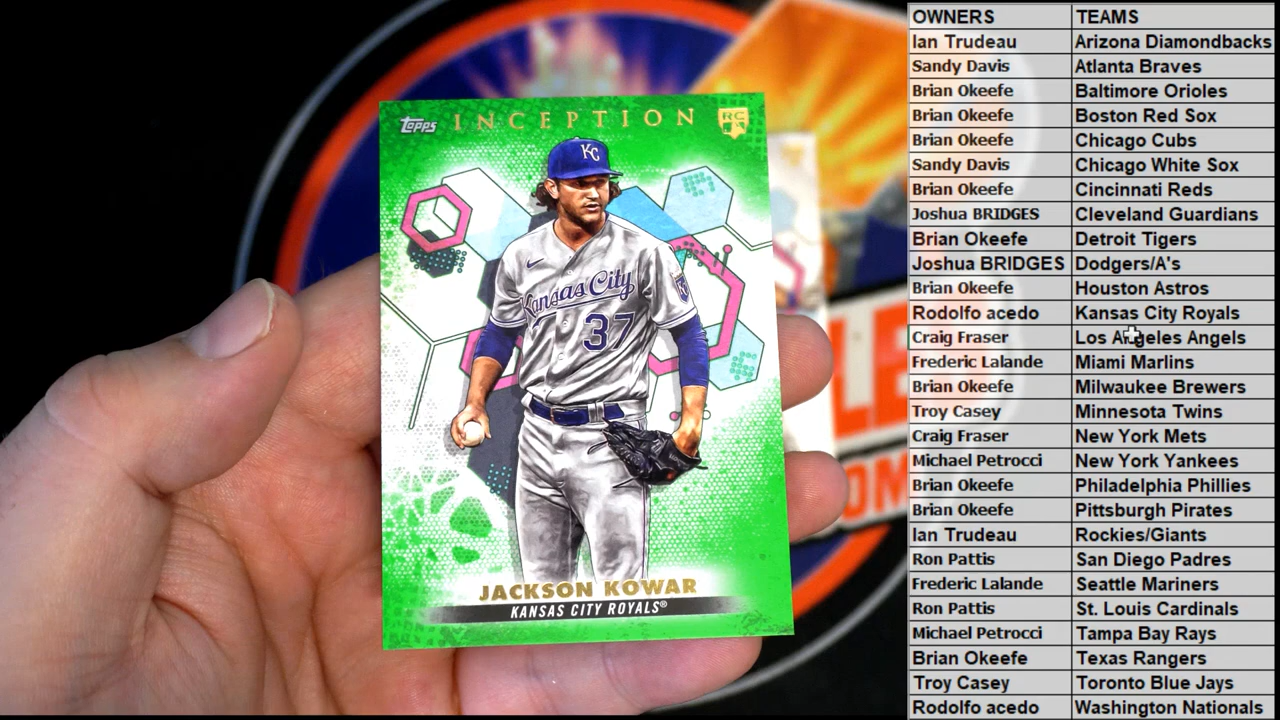 topps INCEPTION RC
KC
Kansas City
37
JACKSON KOWAR
KANSAS CITY ROYALS®
OWNERS TEAMS
Ian Trudeau Arizona Diamondbacks
Sandy Davis Atlanta Braves
Brian Okeefe Baltimore Orioles
Brian Okeefe Boston Red Sox
Brian Okeefe Chicago Cubs
Sandy Davis Chicago White Sox
Brian Okeefe Cincinnati Reds
Joshua BRIDGES Cleveland Guardians
Brian Okeefe Detroit Tigers
Joshua BRIDGES Dodgers/A's
Brian Okeefe Houston Astros
Rodolfo acedo Kansas City Royals
Craig Fraser Los Angeles Angels
Frederic Lalande Miami Marlins
Brian Okeefe Milwaukee Brewers
Troy Casey Minnesota Twins
Craig Fraser New York Mets
Michael Petrocci New York Yankees
Brian Okeefe Philadelphia Phillies
Brian Okeefe Pittsburgh Pirates
Ian Trudeau Rockies/Giants
Ron Pattis San Diego Padres
Frederic Lalande Seattle Mariners
Ron Pattis St. Louis Cardinals
Michael Petrocci Tampa Bay Rays
Brian Okeefe Texas Rangers
Troy Casey Toronto Blue Jays
Rodolfo acedo Washington Nationals